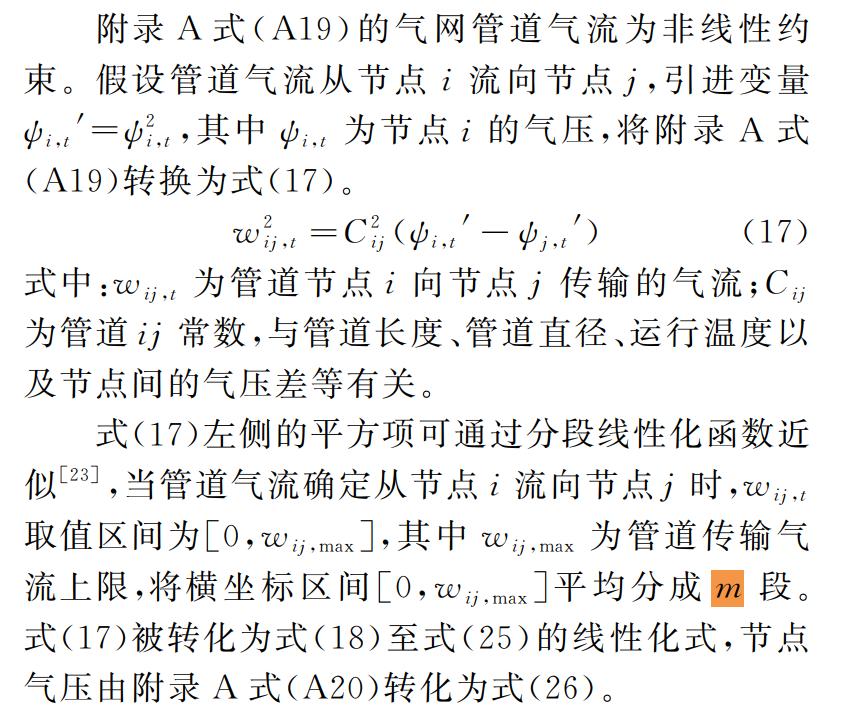 附录 A 式(A19)的气网管道气流为非线性约
束。假设管道气流从节点 i 流向节点 j,引进变量
ψ_{i,t}′=ψ²_{i,t},其中 ψ_{i,t} 为节点 i 的气压,将附录 A 式
(A19)转换为式(17)。
w²_{ij,t}=C²_{ij}(ψ_{i,t}′−ψ_{j,t}′) (17)
式中:w_{ij,t} 为管道节点 i 向节点 j 传输的气流;C_{ij}
为管道 ij 常数,与管道长度、管道直径、运行温度以
及节点间的气压差等有关。
式(17)左侧的平方项可通过分段线性化函数近
似[23],当管道气流确定从节点 i 流向节点 j 时,w_{ij,t}
取值区间为[0,w_{ij,max}],其中 w_{ij,max} 为管道传输气
流上限,将横坐标区间[0,w_{ij,max}]平均分成 m 段。
式(17)被转化为式(18)至式(25)的线性化式,节点
气压由附录 A 式(A20)转化为式(26)。